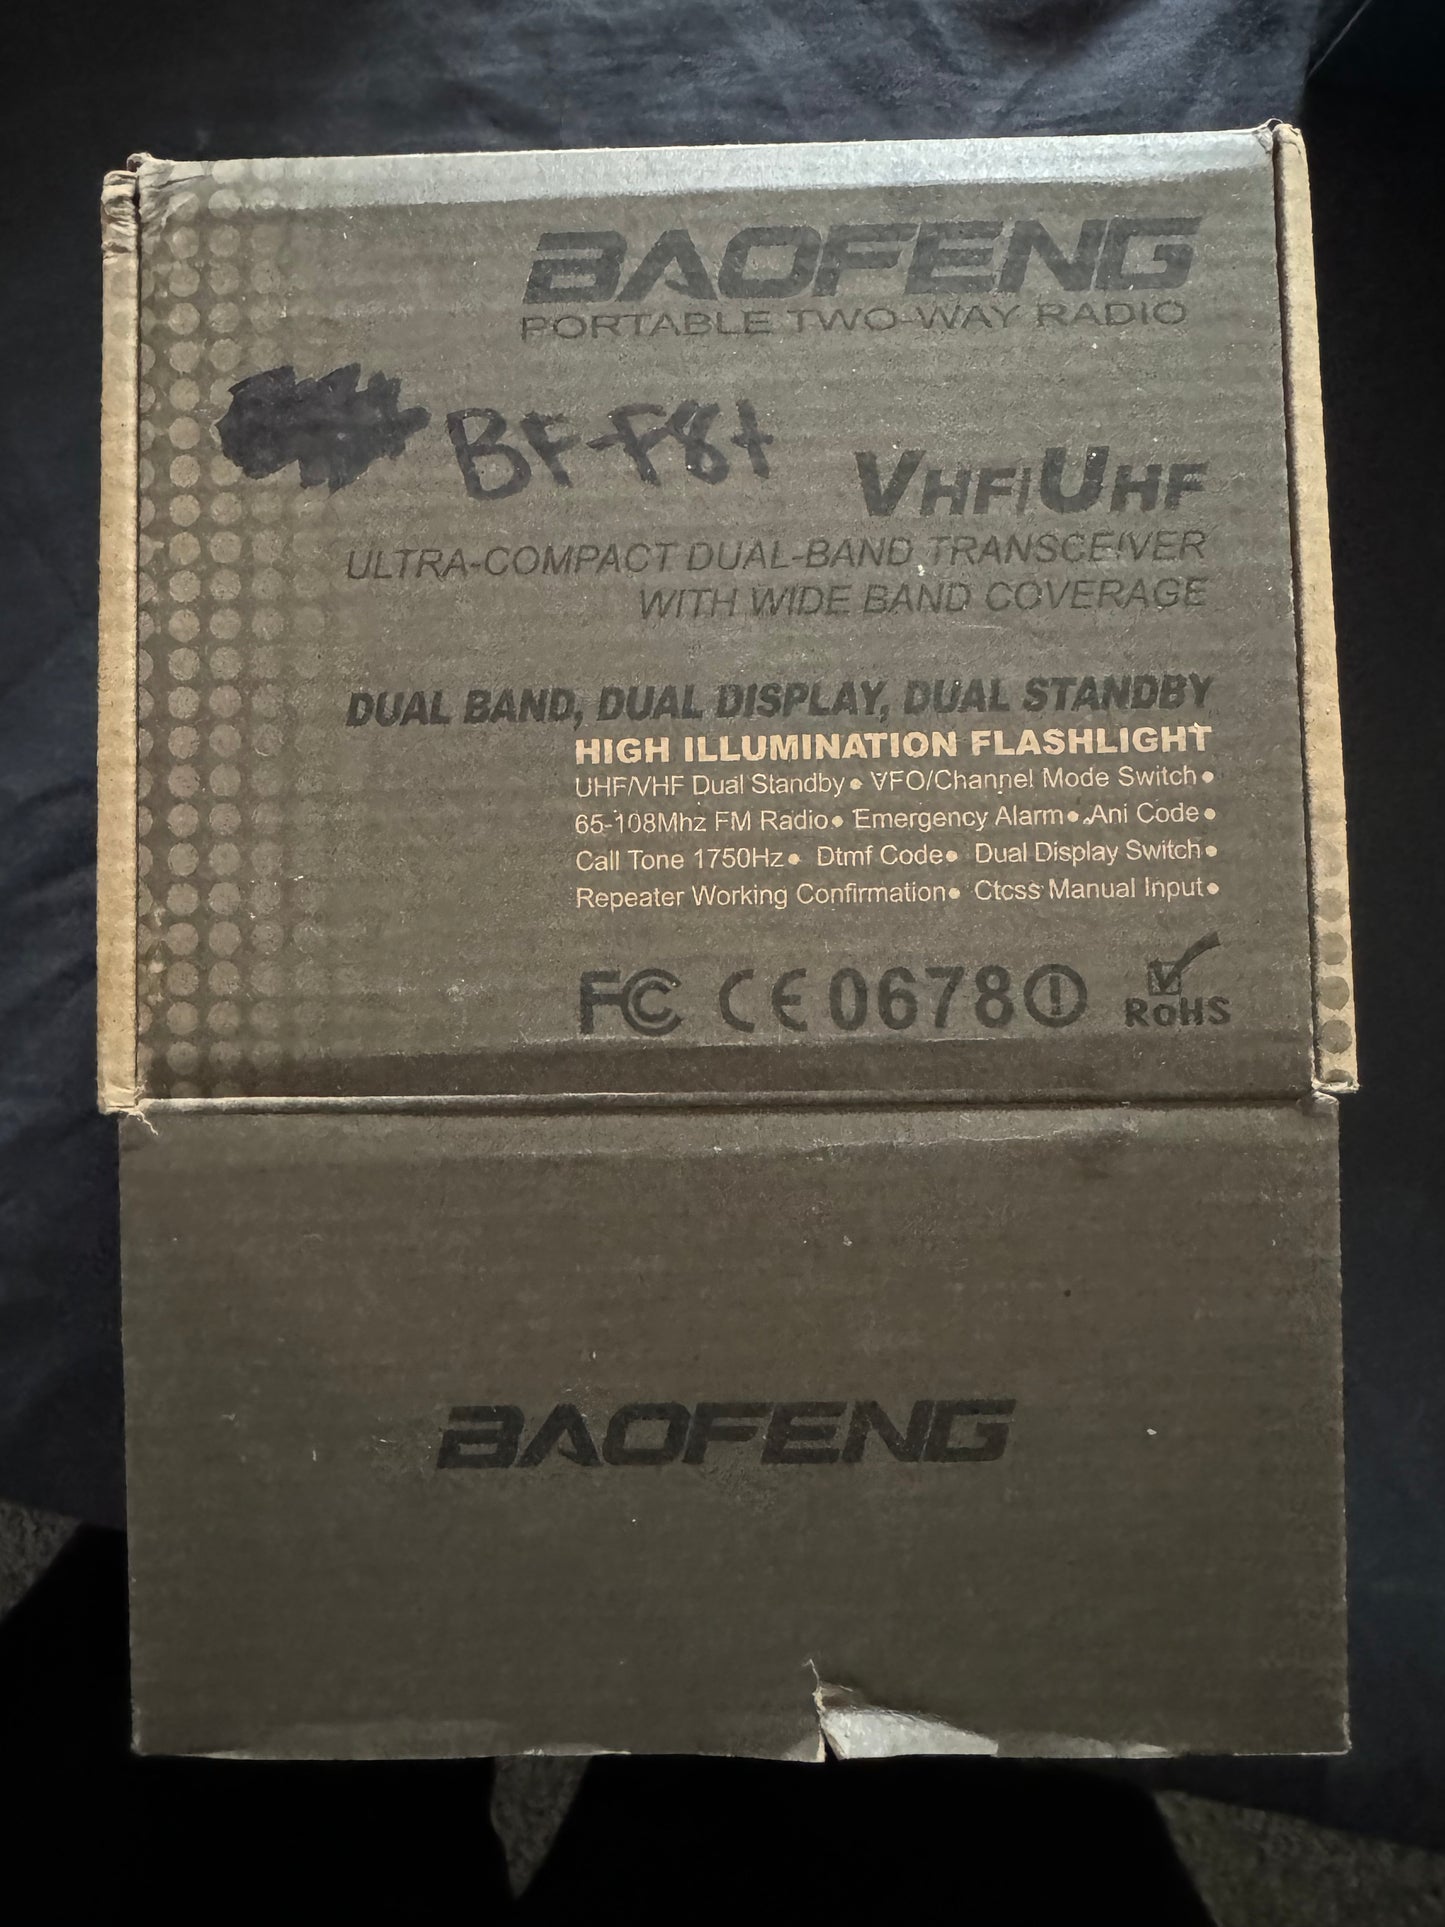 BAOFENG
PORTABLE TWO-WAY RADIO
BF-F8+
VHF/UHF
ULTRA-COMPACT DUAL-BAND TRANSCEIVER
WITH WIDE BAND COVERAGE
DUAL BAND, DUAL DISPLAY, DUAL STANDBY
HIGH ILLUMINATION FLASHLIGHT
UHF/VHF Dual Standby• VFO/Channel Mode Switch•
65-108Mhz FM Radio• Emergency Alarm• Ani Code•
Call Tone 1750Hz• Dtmf Code• Dual Display Switch•
Repeater Working Confirmation• Ctcss Manual Input•
FC CE 0678 RoHS
BAOFENG